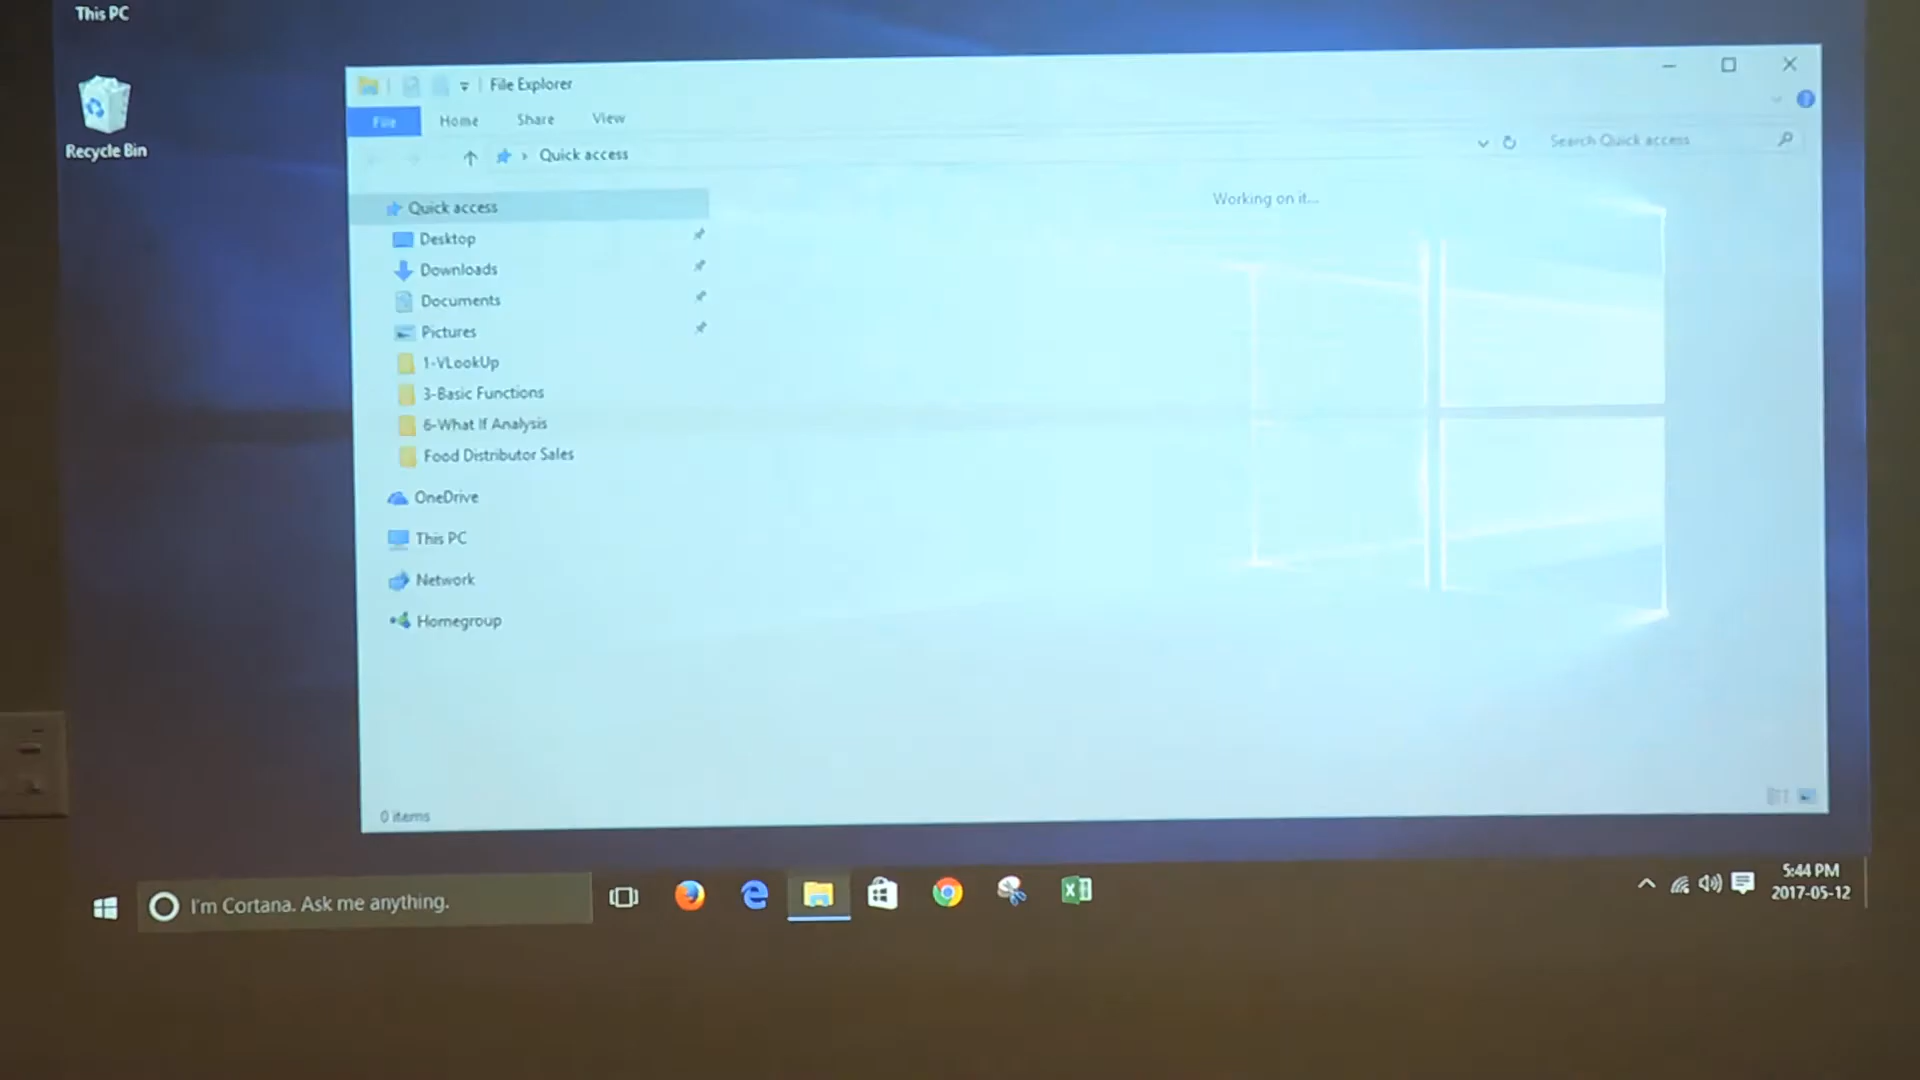 This PC
Recycle Bin
File Explorer
File
Home
Share
View
Quick access
Search Quick access
Quick access
Desktop
Downloads
Documents
Pictures
1-VLookUp
3-Basic Functions
6-What If Analysis
Food Distributor Sales
OneDrive
This PC
Network
Homegroup
Working on it...
0 items
I'm Cortana. Ask me anything.
5:44 PM
2017-05-12